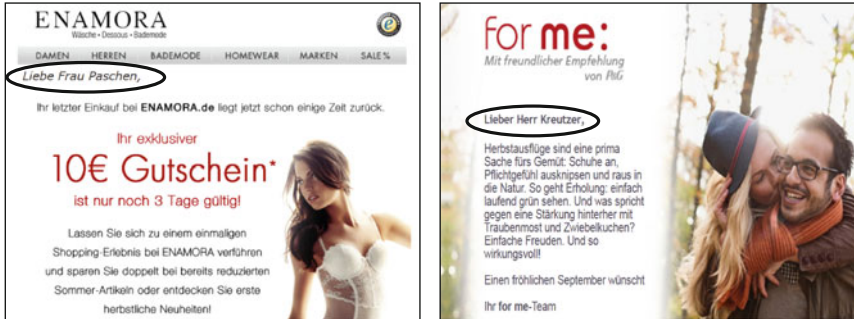 ENAMORA
Wäsche • Dessous • Bademode
DAMEN HERREN BADEMODE HOMEWEAR MARKEN SALE %
Liebe Frau Paschen,
Ihr letzter Einkauf bei ENAMORA.de liegt jetzt schon einige Zeit zurück.
Ihr exklusiver
10€ Gutschein*
ist nur noch 3 Tage gültig!
Lassen Sie sich zu einem einmaligen
Shopping-Erlebnis bei ENAMORA verführen
und sparen Sie doppelt bei bereits reduzierten
Sommer-Artikeln oder entdecken Sie erste
herbstliche Neuheiten!
for me:
Mit freundlicher Empfehlung
von P&G
Lieber Herr Kreutzer,
Herbstausflüge sind eine prima
Sache fürs Gemüt: Schuhe an,
Pflichtgefühl ausknipsen und raus in
die Natur. So geht Erholung: einfach
laufend grün sehen. Und was spricht
gegen eine Stärkung hinterher mit
Traubenmost und Zwiebelkuchen?
Einfache Freuden. Und so
wirkungsvoll!
Einen fröhlichen September wünscht
Ihr for me-Team